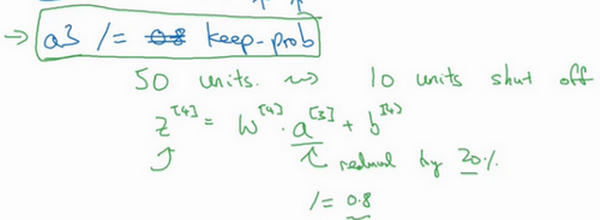 → a3 /= 0.8 keep-prob
50 units. ⇝ 10 units shut off
z^[4] = W^[4] · a^[3] + b^[4]
reduced by 20%
/= 0.8